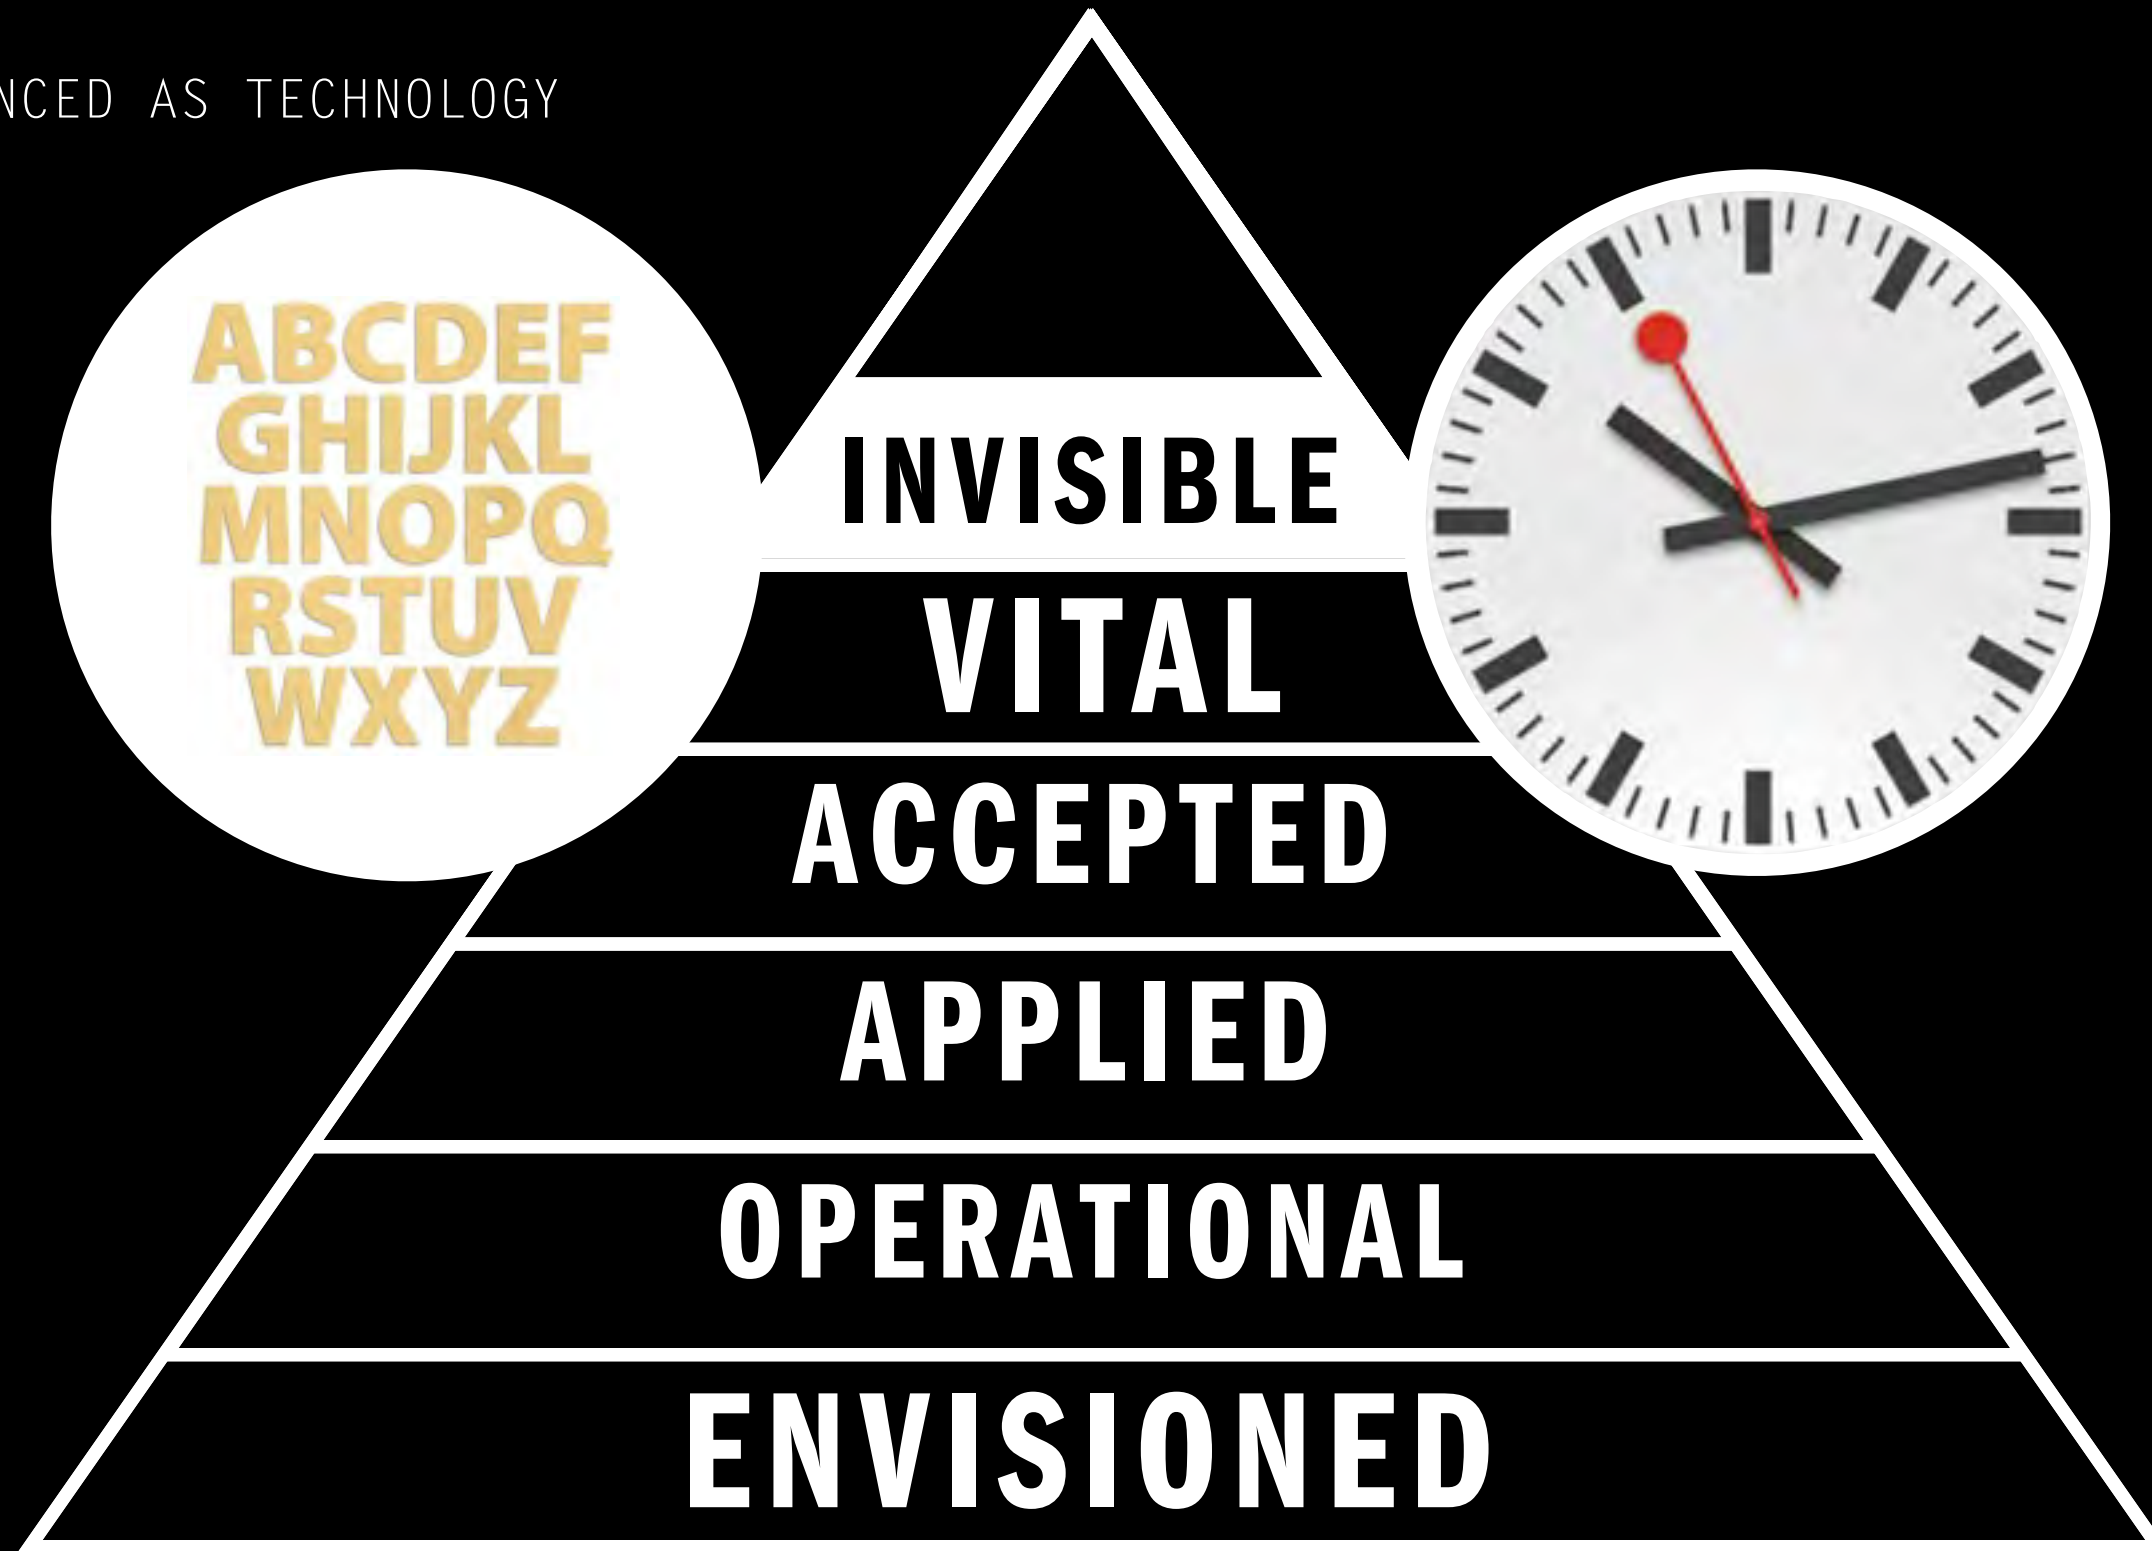 NCED AS TECHNOLOGY
ABCDEF
GHIJKL
MNOPQ
RSTUV
WXYZ
INVISIBLE
VITAL
ACCEPTED
APPLIED
OPERATIONAL
ENVISIONED